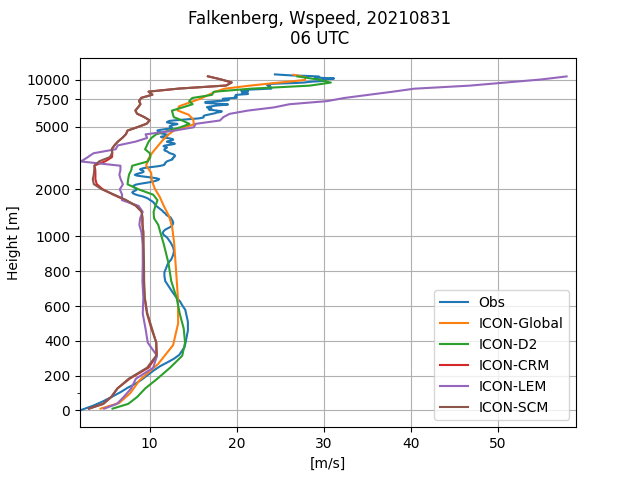 Falkenberg, Wspeed, 20210831
06 UTC
10000
7500
5000
2000
1000
800
600
400
200
0
Height [m]
Obs
ICON-Global
ICON-D2
ICON-CRM
ICON-LEM
ICON-SCM
10 20 30 40 50
[m/s]